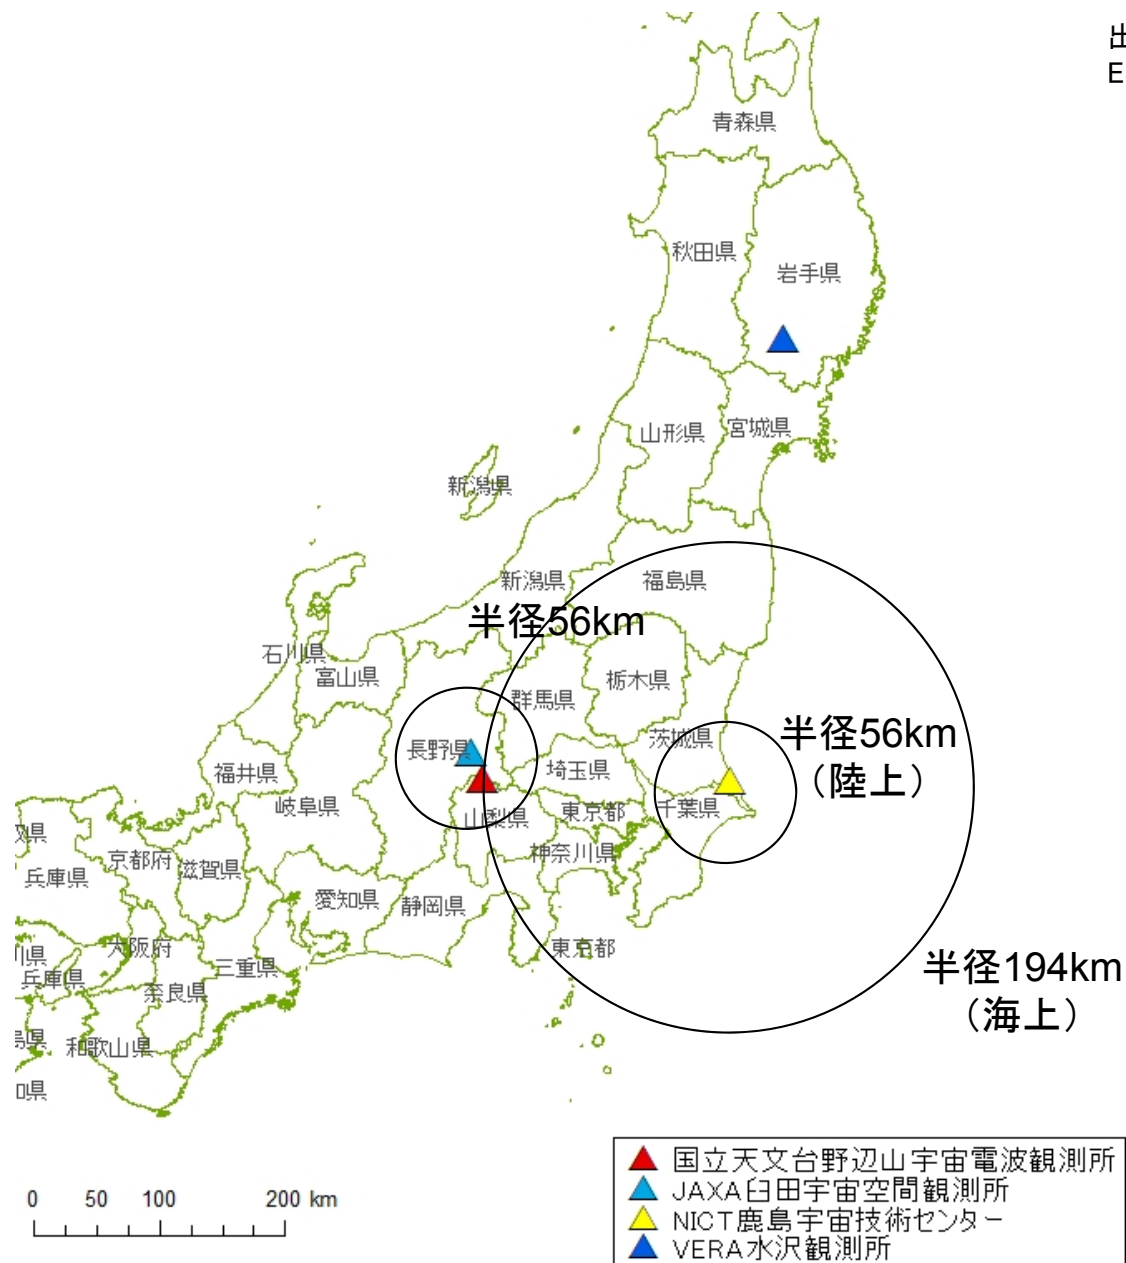 出
E
青森県
秋田県
岩手県
山形県
宮城県
新潟県
新潟県
福島県
半径56km
石川県
富山県
群馬県
栃木県
長野県
茨城県
半径56km
（陸上）
福井県
埼玉県
岐阜県
山梨県
東京都
千葉県
京都府
滋賀県
神奈川県
兵庫県
愛知県
静岡県
大阪府
東京都
三重県
川県
兵庫県
奈良県
半径194km
（海上）
島県
和歌山県
県
0 50 100 200 km
国立天文台野辺山宇宙電波観測所
JAXA臼田宇宙空間観測所
NICT鹿島宇宙技術センター
VERA水沢観測所